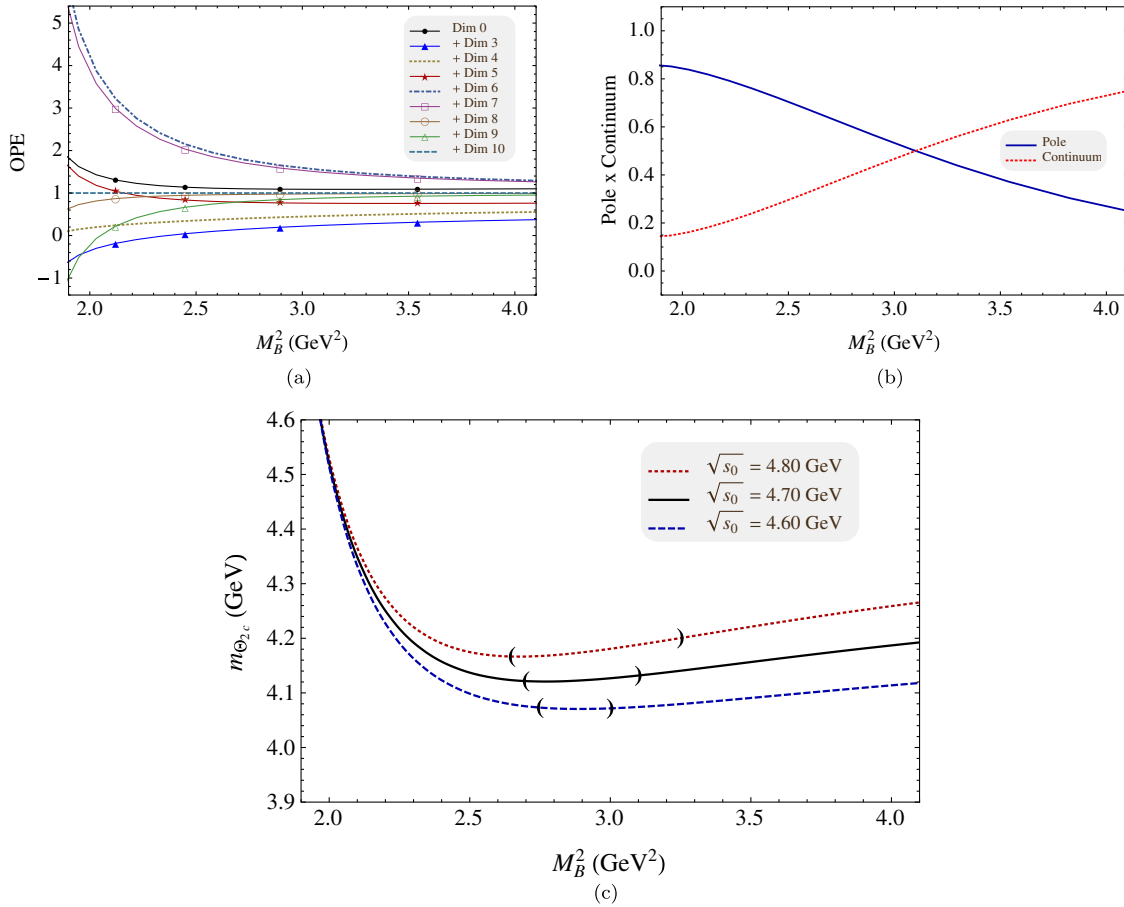 5
4
3
2
1
0
−1
OPE
Dim 0
+ Dim 3
+ Dim 4
+ Dim 5
+ Dim 6
+ Dim 7
+ Dim 8
+ Dim 9
+ Dim 10
2.0 2.5 3.0 3.5 4.0
M_B^2 (GeV^2)
(a)
1.0
0.8
0.6
0.4
0.2
0.0
Pole x Continuum
Pole
Continuum
2.0 2.5 3.0 3.5 4.0
M_B^2 (GeV^2)
(b)
4.6
4.5
4.4
4.3
4.2
4.1
4.0
3.9
m_{Θ_{2c}} (GeV)
√s_0 = 4.80 GeV
√s_0 = 4.70 GeV
√s_0 = 4.60 GeV
2.0 2.5 3.0 3.5 4.0
M_B^2 (GeV^2)
(c)